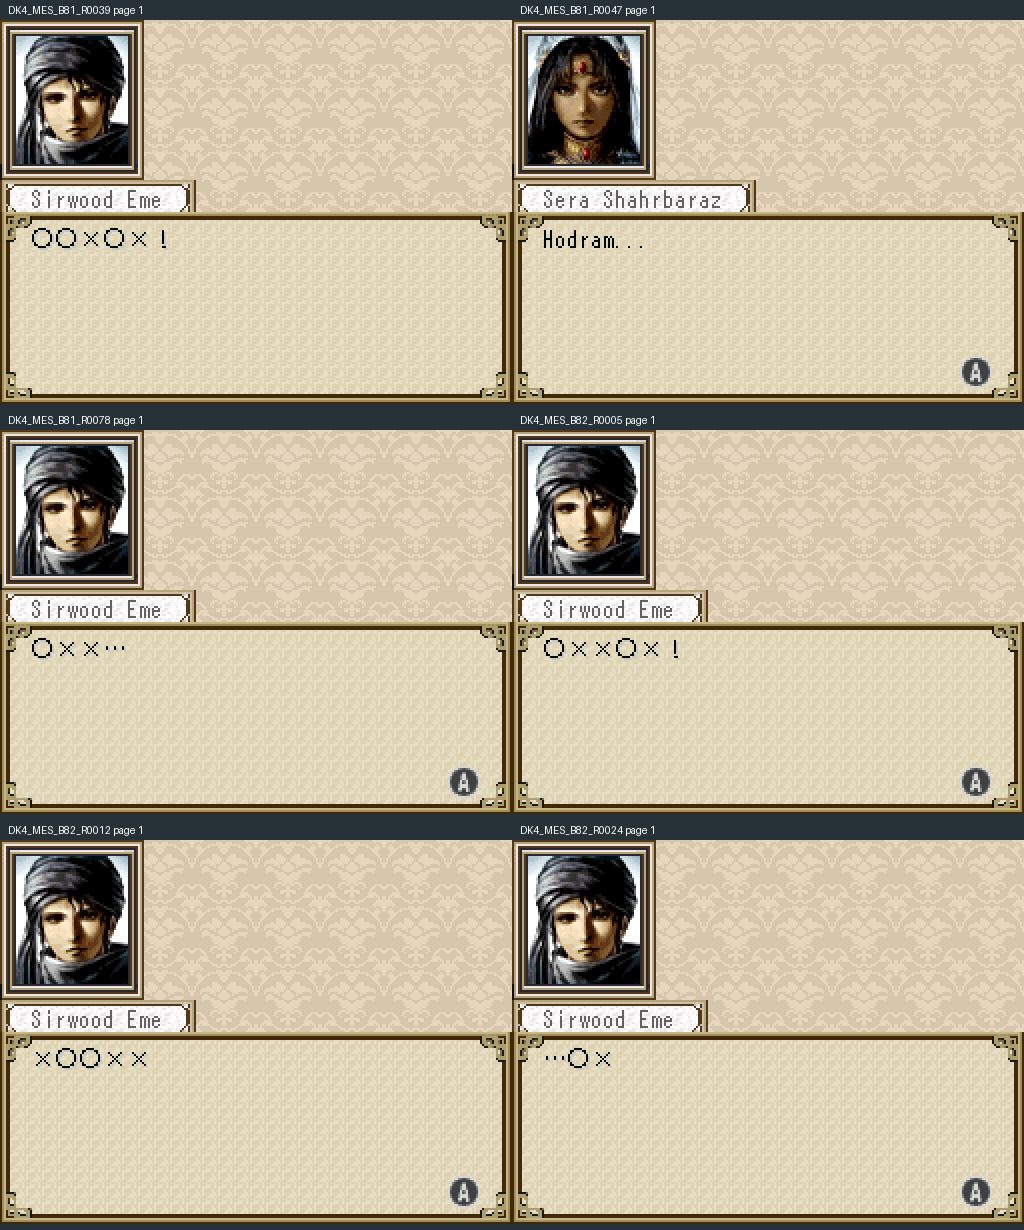 DK4_MES_B81_R0039 page 1
Sirwood Eme
○○×○×！
DK4_MES_B81_R0047 page 1
Sera Shahrbaraz
Hodram...
A
DK4_MES_B81_R0078 page 1
Sirwood Eme
○××…
A
DK4_MES_B82_R0005 page 1
Sirwood Eme
○××○×！
A
DK4_MES_B82_R0012 page 1
Sirwood Eme
×○○××
A
DK4_MES_B82_R0024 page 1
Sirwood Eme
…○×
A